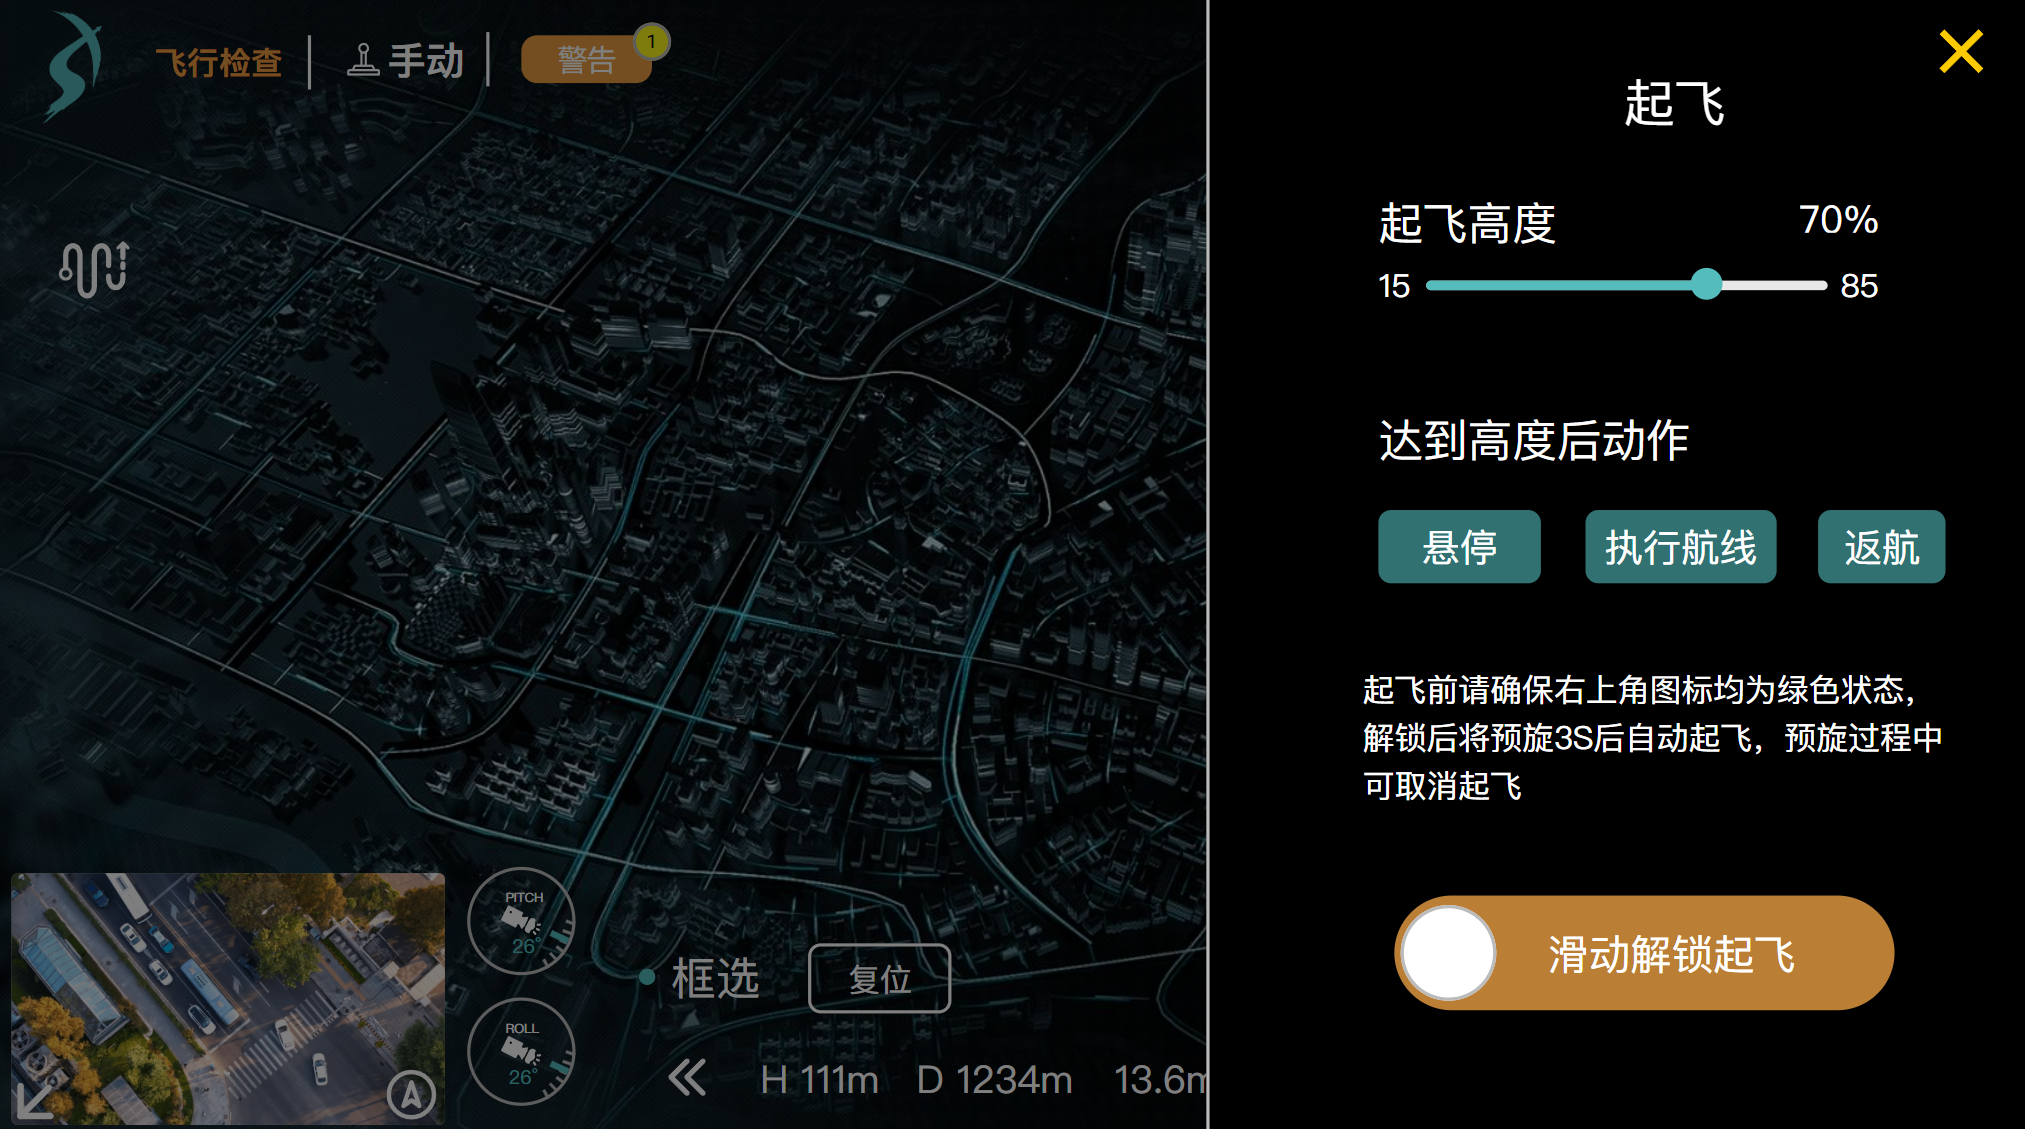 飞行检查
手动
警告
1
起飞
起飞高度
70%
15
85
达到高度后动作
悬停
执行航线
返航
起飞前请确保右上角图标均为绿色状态，
解锁后将预旋3S后自动起飞，预旋过程中
可取消起飞
滑动解锁起飞
PITCH
26°
ROLL
26°
框选
复位
H 111m
D 1234m
13.6m
A